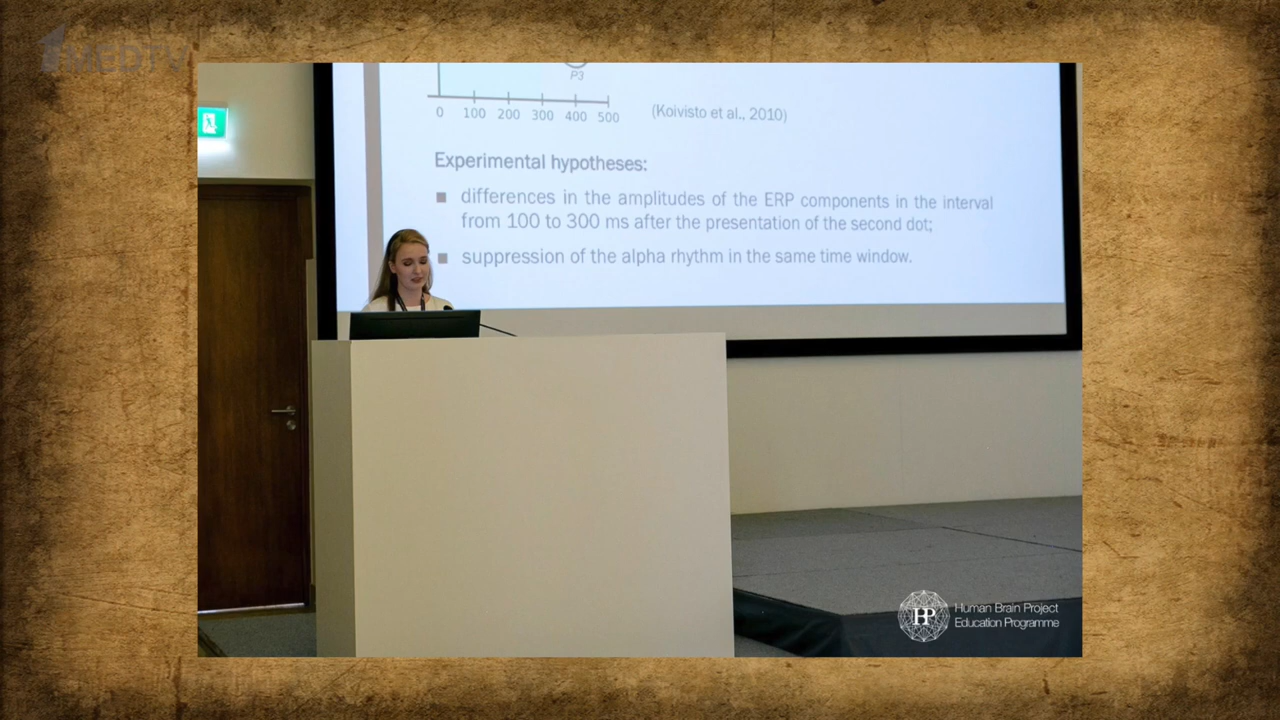 1MEDTV
P3
0 100 200 300 400 500
(Koivisto et al., 2010)
Experimental hypotheses:
differences in the amplitudes of the ERP components in the interval
from 100 to 300 ms after the presentation of the second dot;
suppression of the alpha rhythm in the same time window.
HP
Human Brain Project
Education Programme